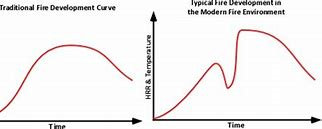 Traditional Fire Development Curve
Time
Typical Fire Development in
the Modern Fire Environment
HRR & Temperature
Time